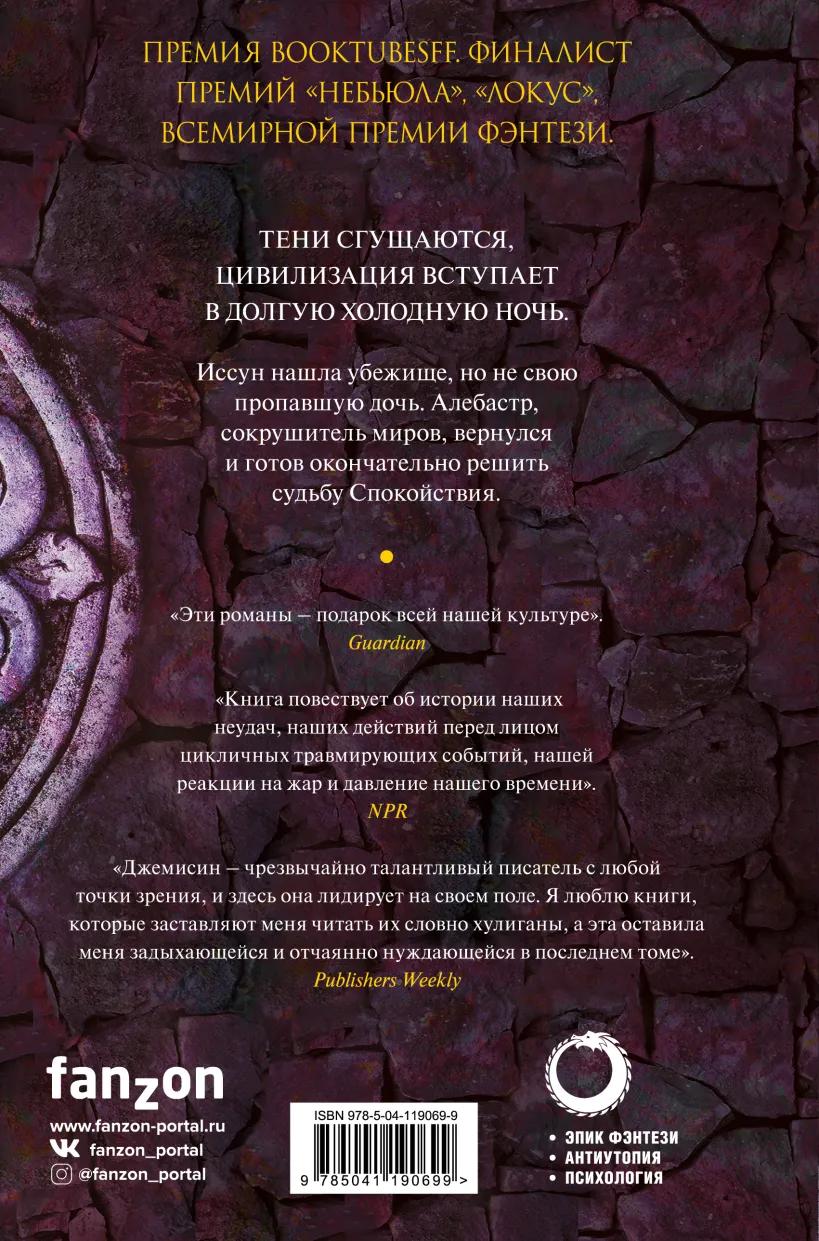 ПРЕМИЯ BOOKTUBESFF. ФИНАЛИСТ
ПРЕМИЙ «НЕБЬЮЛА», «ЛОКУС»,
ВСЕМИРНОЙ ПРЕМИИ ФЭНТЕЗИ.
ТЕНИ СГУЩАЮТСЯ,
ЦИВИЛИЗАЦИЯ ВСТУПАЕТ
В ДОЛГУЮ ХОЛОДНУЮ НОЧЬ.
Иссун нашла убежище, но не свою
пропавшую дочь. Алебастр,
сокрушитель миров, вернулся
и готов окончательно решить
судьбу Спокойствия.
«Эти романы – подарок всей нашей культуре».
Guardian
«Книга повествует об истории наших
неудач, наших действий перед лицом
цикличных травмирующих событий, нашей
реакции на жар и давление нашего времени».
NPR
«Джемисин – чрезвычайно талантливый писатель с любой
точки зрения, и здесь она лидирует на своем поле. Я люблю книги,
которые заставляют меня читать их словно хулиганы, а эта оставила
меня задыхающейся и отчаянно нуждающейся в последнем томе».
Publishers Weekly
fanzon
www.fanzon-portal.ru
fanzon_portal
@fanzon_portal
ISBN 978-5-04-119069-9
9 785041 190699 >
• ЭПИК ФЭНТЕЗИ
• АНТИУТОПИЯ
• ПСИХОЛОГИЯ